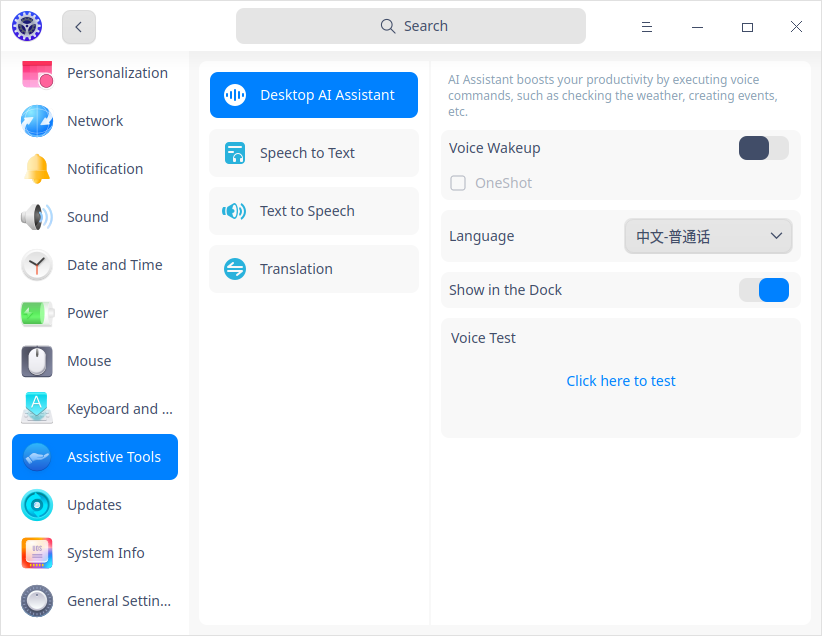 Search
Personalization
Network
Notification
Sound
Date and Time
Power
Mouse
Keyboard and ...
Assistive Tools
Updates
System Info
General Settin...
Desktop AI Assistant
Speech to Text
Text to Speech
Translation
AI Assistant boosts your productivity by executing voice
commands, such as checking the weather, creating events,
etc.
Voice Wakeup
OneShot
Language
中文-普通话
Show in the Dock
Voice Test
Click here to test